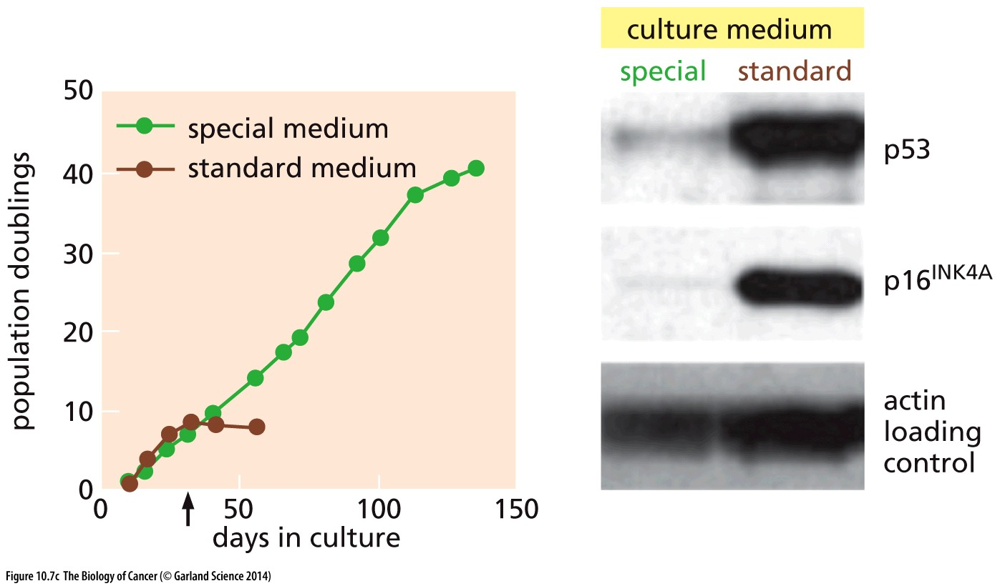 culture medium
special standard
50
special medium
standard medium
40
30
20
10
0
population doublings
0 50 100 150
days in culture
p53
p16INK4A
actin
loading
control
Figure 10.7c The Biology of Cancer (© Garland Science 2014)